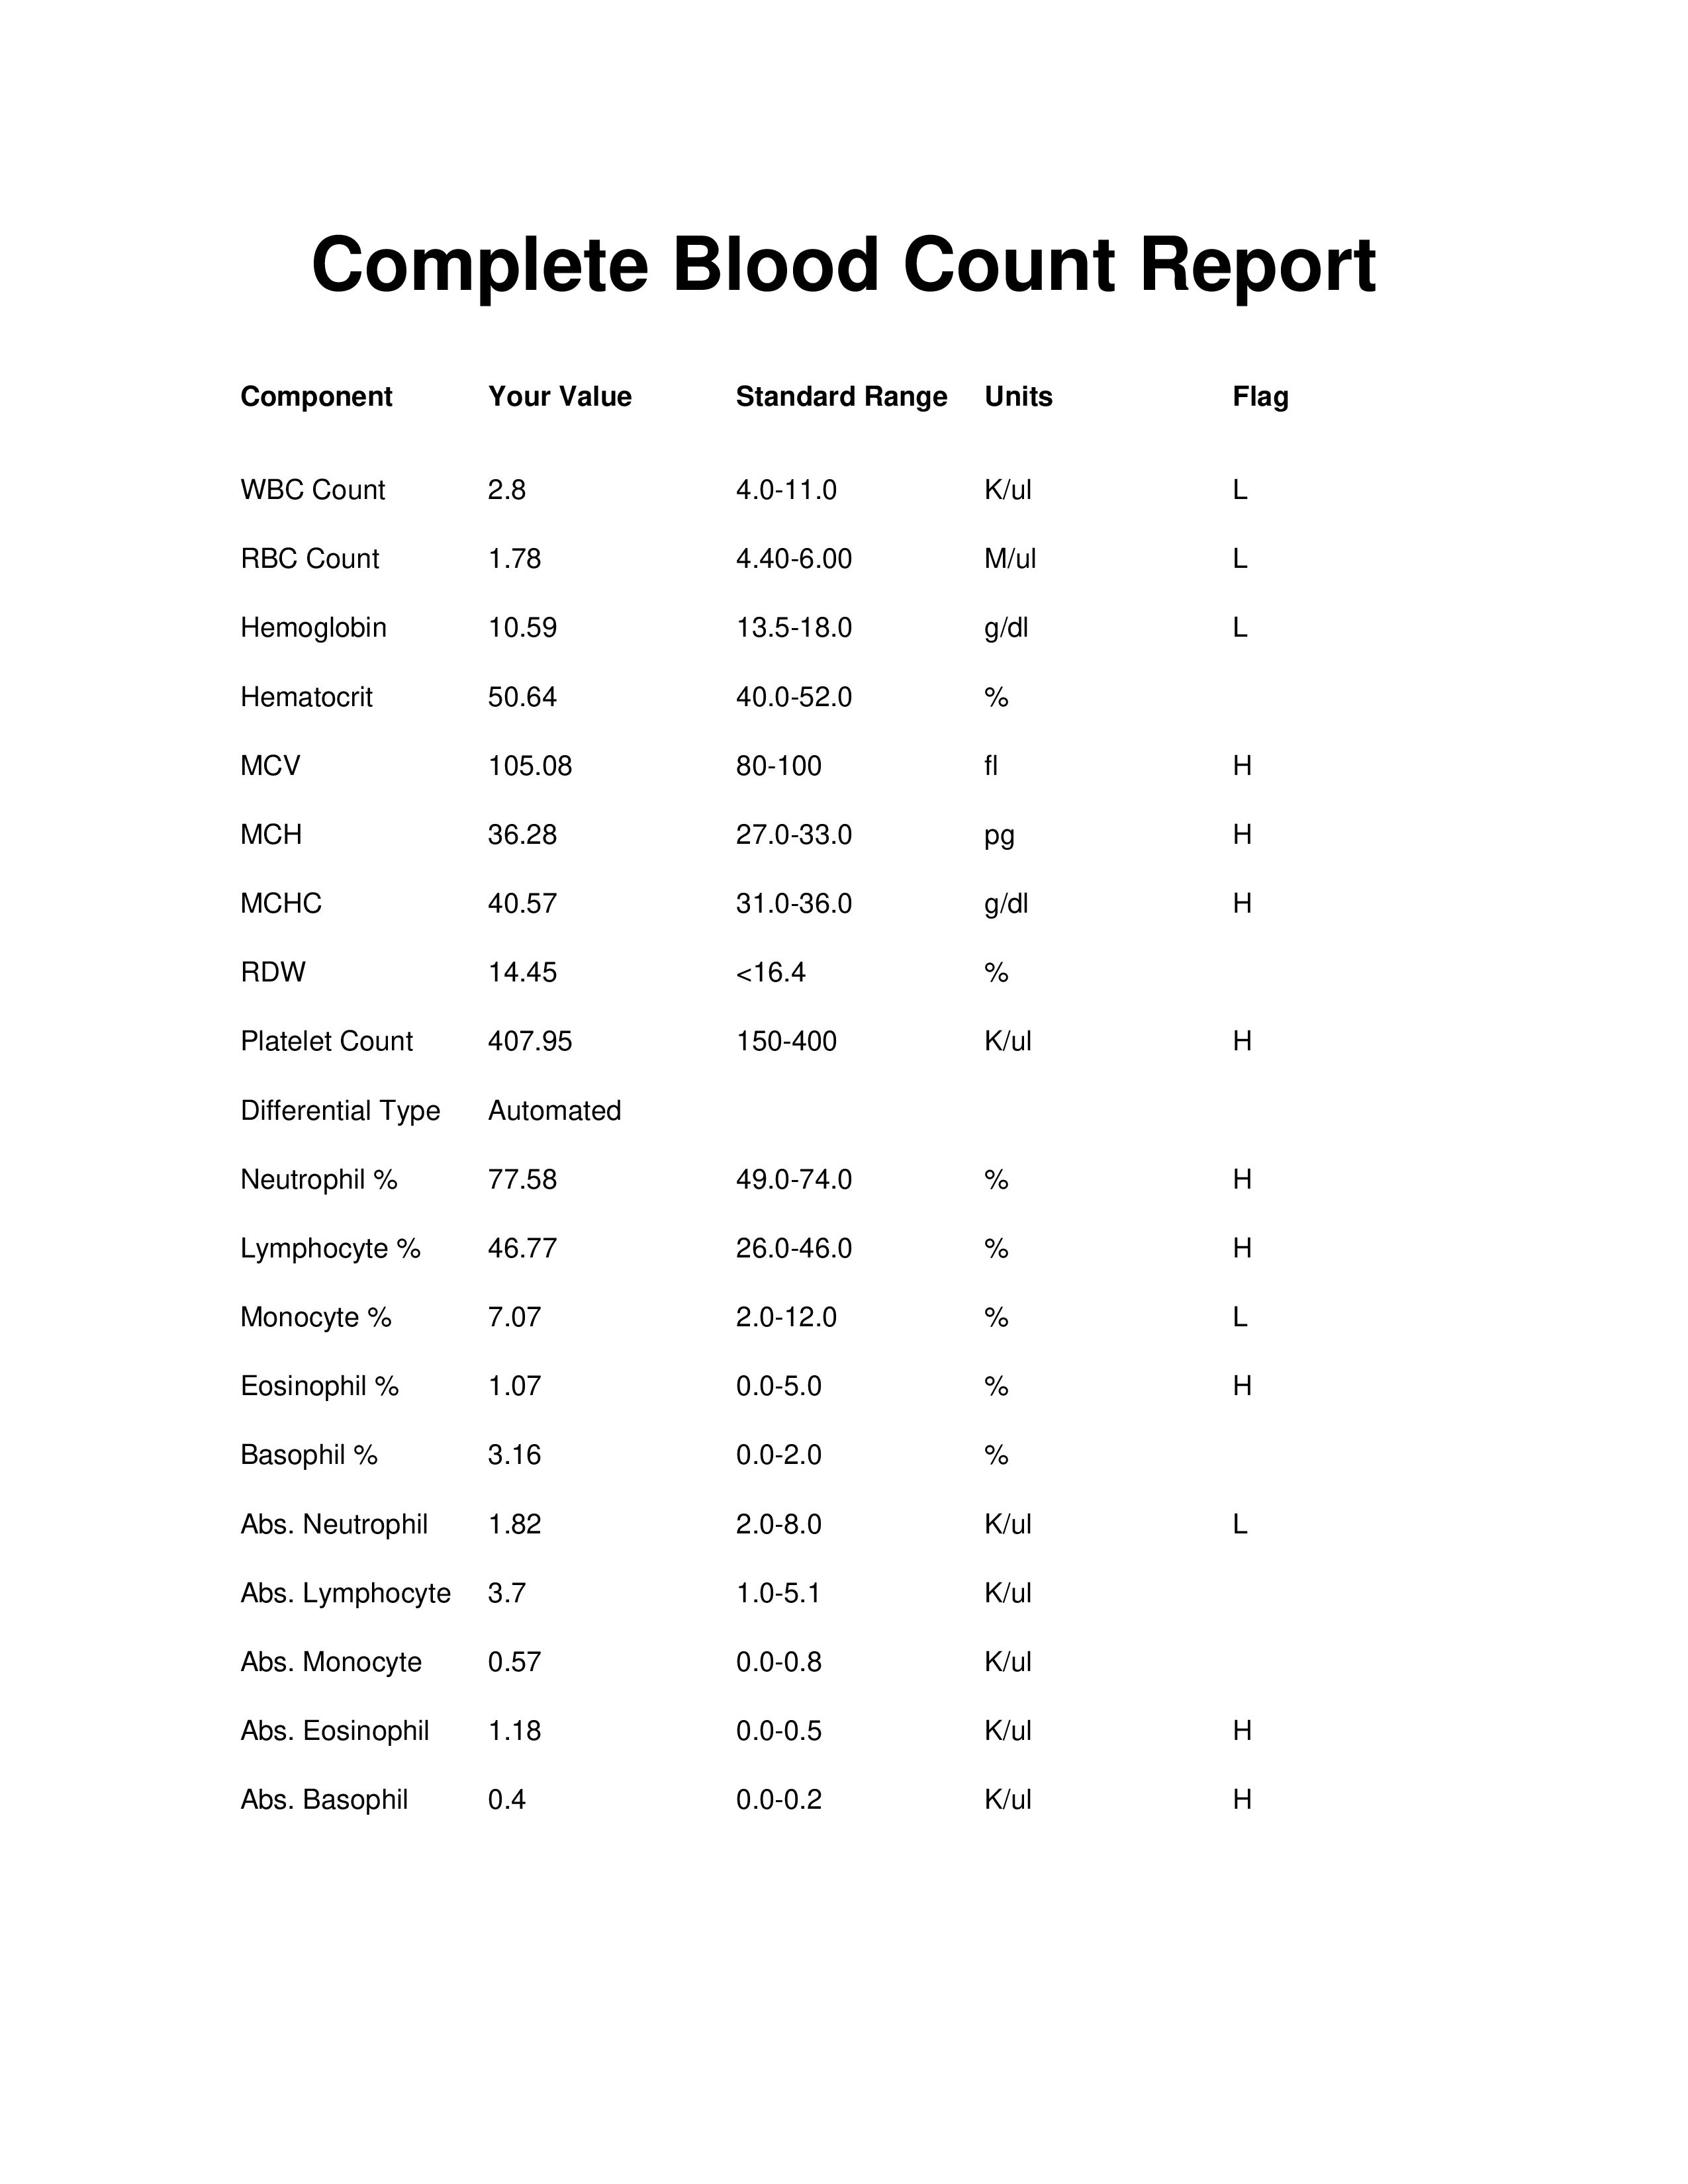 Complete Blood Count Report
Component Your Value Standard Range Units Flag
WBC Count 2.8 4.0-11.0 K/ul L
RBC Count 1.78 4.40-6.00 M/ul L
Hemoglobin 10.59 13.5-18.0 g/dl L
Hematocrit 50.64 40.0-52.0 %
MCV 105.08 80-100 fl H
MCH 36.28 27.0-33.0 pg H
MCHC 40.57 31.0-36.0 g/dl H
RDW 14.45 <16.4 %
Platelet Count 407.95 150-400 K/ul H
Differential Type Automated
Neutrophil % 77.58 49.0-74.0 % H
Lymphocyte % 46.77 26.0-46.0 % H
Monocyte % 7.07 2.0-12.0 % L
Eosinophil % 1.07 0.0-5.0 % H
Basophil % 3.16 0.0-2.0 %
Abs. Neutrophil 1.82 2.0-8.0 K/ul L
Abs. Lymphocyte 3.7 1.0-5.1 K/ul
Abs. Monocyte 0.57 0.0-0.8 K/ul
Abs. Eosinophil 1.18 0.0-0.5 K/ul H
Abs. Basophil 0.4 0.0-0.2 K/ul H